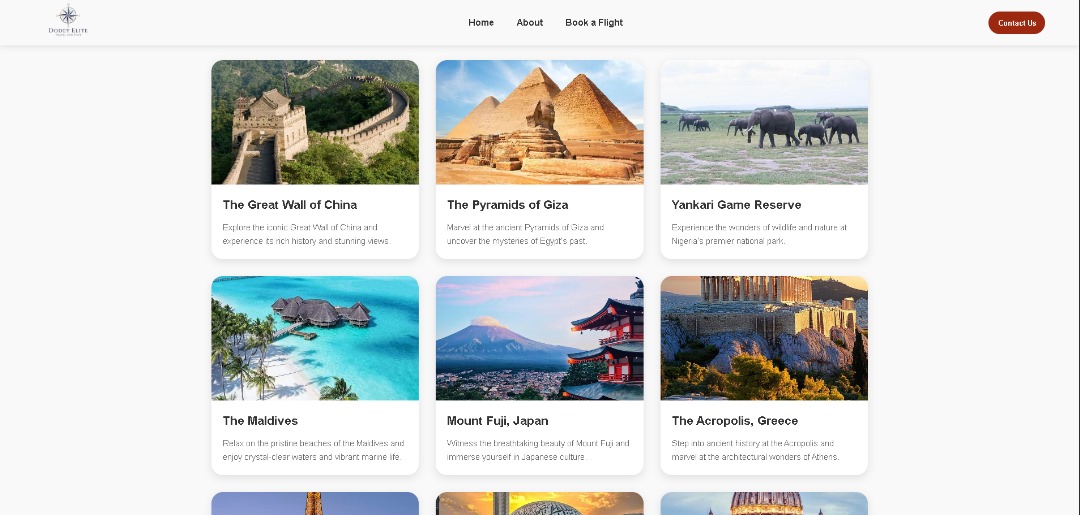 DODET ELITE
Home
About
Book a Flight
Contact Us
The Great Wall of China
Explore the iconic Great Wall of China and
experience its rich history and stunning views.
The Pyramids of Giza
Marvel at the ancient Pyramids of Giza and
uncover the mysteries of Egypt's past.
Yankari Game Reserve
Experience the wonders of wildlife and nature at
Nigeria's premier national park.
The Maldives
Relax on the pristine beaches of the Maldives and
enjoy crystal-clear waters and vibrant marine life.
Mount Fuji, Japan
Witness the breathtaking beauty of Mount Fuji and
immerse yourself in Japanese culture.
The Acropolis, Greece
Step into ancient history at the Acropolis and
marvel at the architectural wonders of Athens.